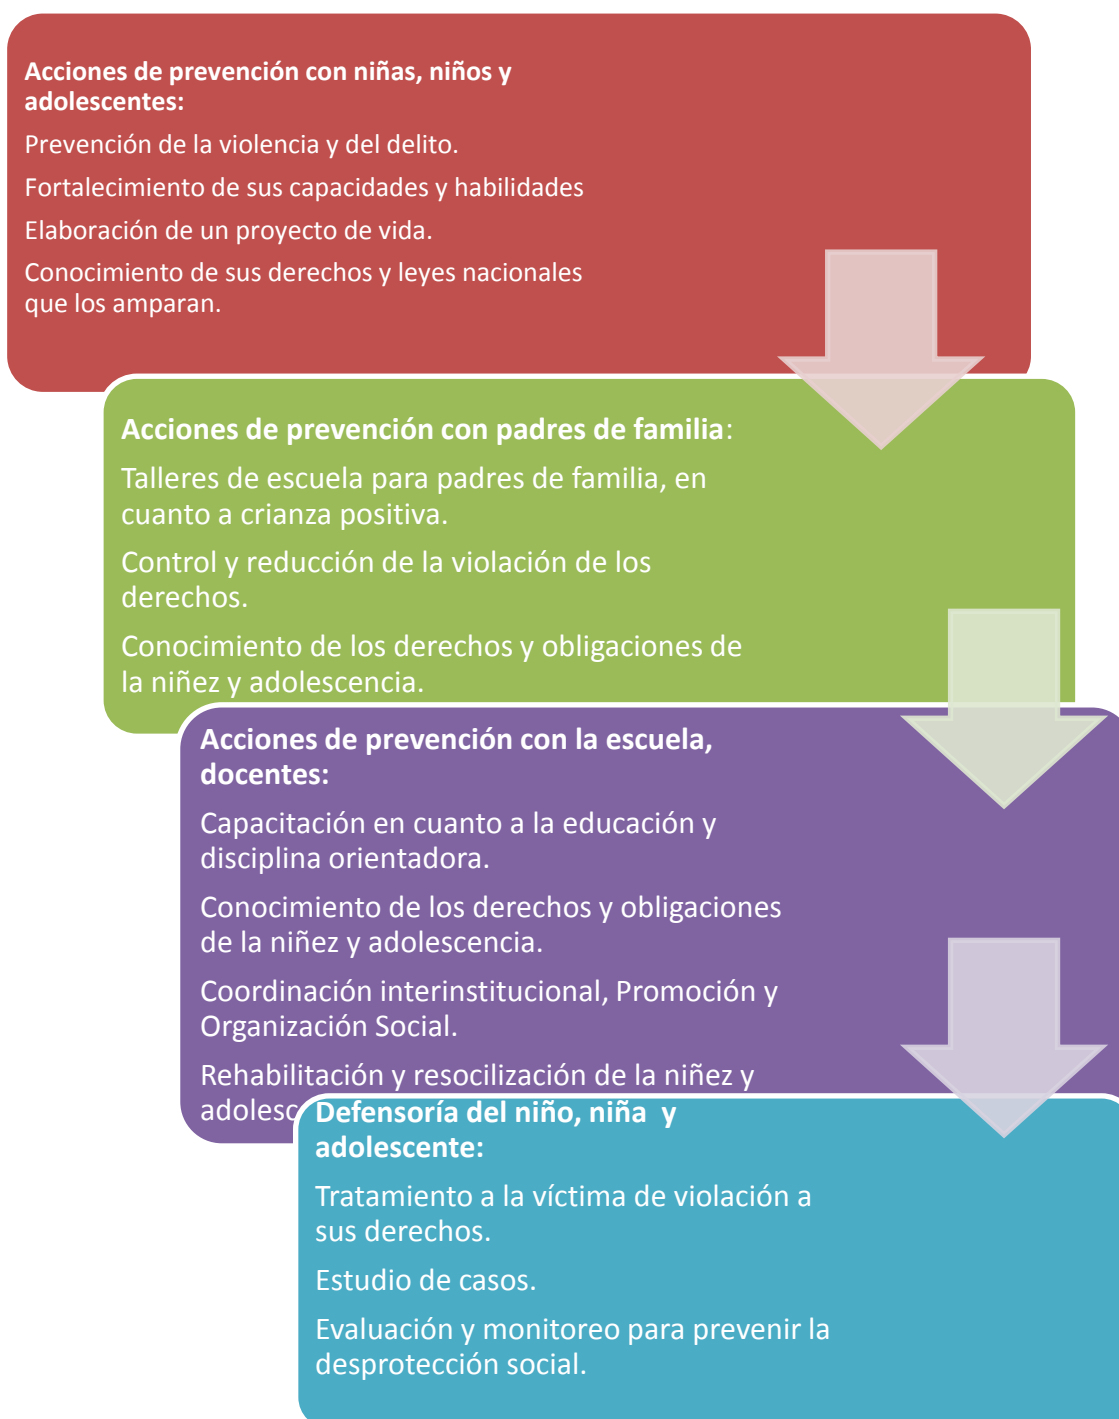 Acciones de prevención con niñas, niños y
adolescentes:
Prevención de la violencia y del delito.
Fortalecimiento de sus capacidades y habilidades
Elaboración de un proyecto de vida.
Conocimiento de sus derechos y leyes nacionales
que los amparan.
Acciones de prevención con padres de familia:
Talleres de escuela para padres de familia, en
cuanto a crianza positiva.
Control y reducción de la violación de los
derechos.
Conocimiento de los derechos y obligaciones de
la niñez y adolescencia.
Acciones de prevención con la escuela,
docentes:
Capacitación en cuanto a la educación y
disciplina orientadora.
Conocimiento de los derechos y obligaciones
de la niñez y adolescencia.
Coordinación interinstitucional, Promoción y
Organización Social.
Rehabilitación y resocilización de la niñez y
Defensoría del niño, niña y
adolescente:
Tratamiento a la víctima de violación a
sus derechos.
Estudio de casos.
Evaluación y monitoreo para prevenir la
desprotección social.